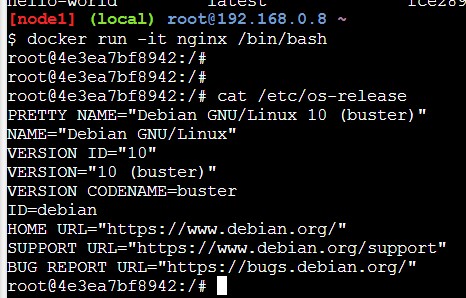 hello-world latest fce289
[node1] (local) root@192.168.0.8 ~
$ docker run -it nginx /bin/bash
root@4e3ea7bf8942:/#
root@4e3ea7bf8942:/#
root@4e3ea7bf8942:/# cat /etc/os-release
PRETTY NAME="Debian GNU/Linux 10 (buster)"
NAME="Debian GNU/Linux"
VERSION ID="10"
VERSION="10 (buster)"
VERSION CODENAME=buster
ID=debian
HOME URL="https://www.debian.org/"
SUPPORT URL="https://www.debian.org/support"
BUG REPORT URL="https://bugs.debian.org/"
root@4e3ea7bf8942:/#